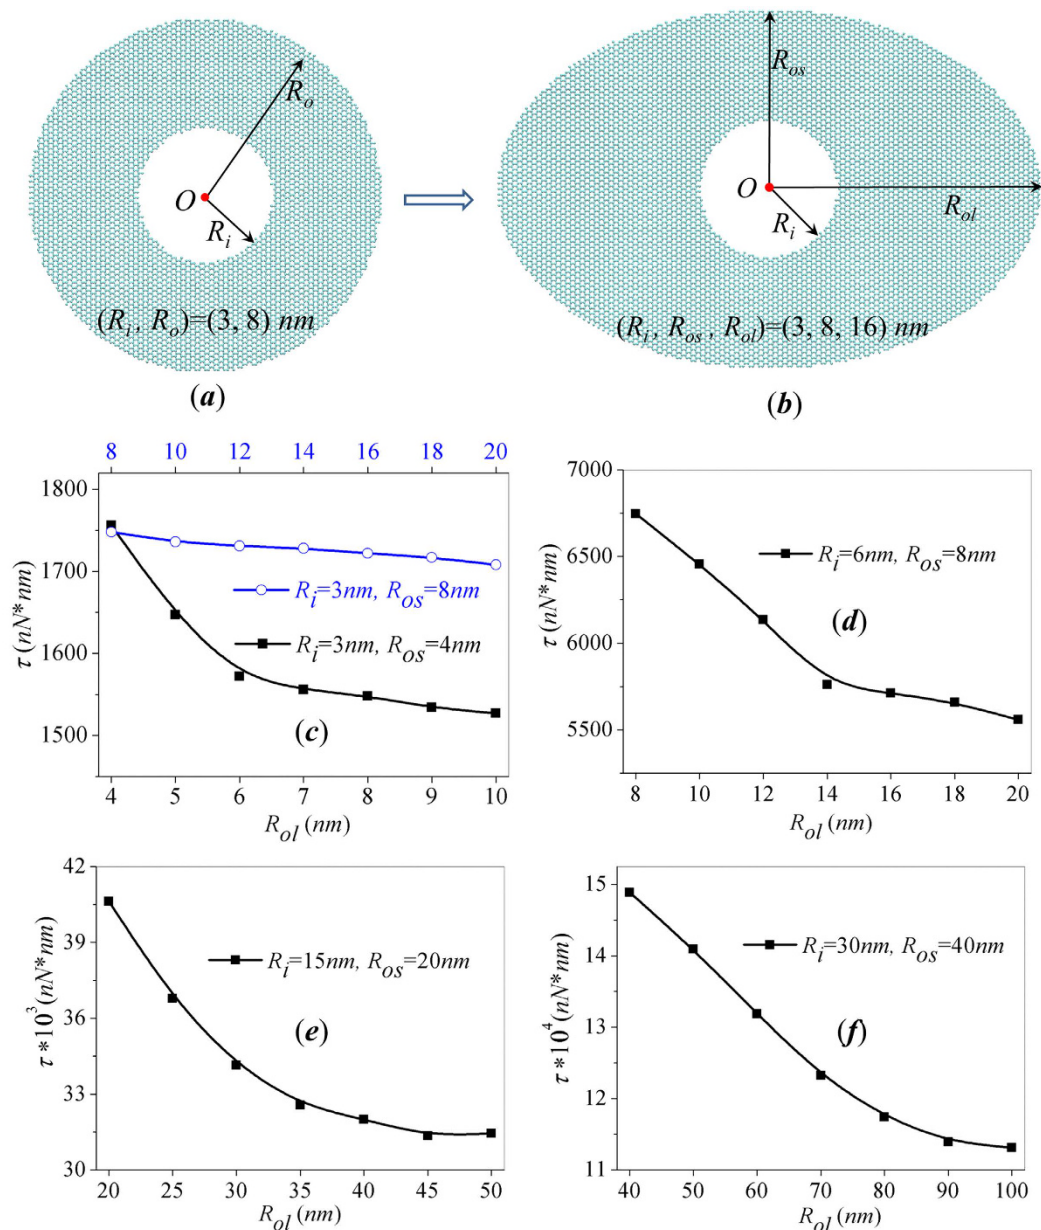 R_o
O
R_i
(R_i, R_o)=(3, 8) nm
(a)
R_os
O
R_i
R_ol
(R_i, R_os, R_ol)=(3, 8, 16) nm
(b)
8 10 12 14 16 18 20
1800
1700
1600
1500
τ (nN*nm)
R_i=3nm, R_os=8nm
R_i=3nm, R_os=4nm
(c)
4 5 6 7 8 9 10
R_ol (nm)
7000
6500
6000
5500
τ (nN*nm)
R_i=6nm, R_os=8nm
(d)
8 10 12 14 16 18 20
R_ol (nm)
42
39
36
33
30
τ*10^3 (nN*nm)
R_i=15nm, R_os=20nm
(e)
20 25 30 35 40 45 50
R_ol (nm)
15
14
13
12
11
τ*10^4 (nN*nm)
R_i=30nm, R_os=40nm
(f)
40 50 60 70 80 90 100
R_ol (nm)